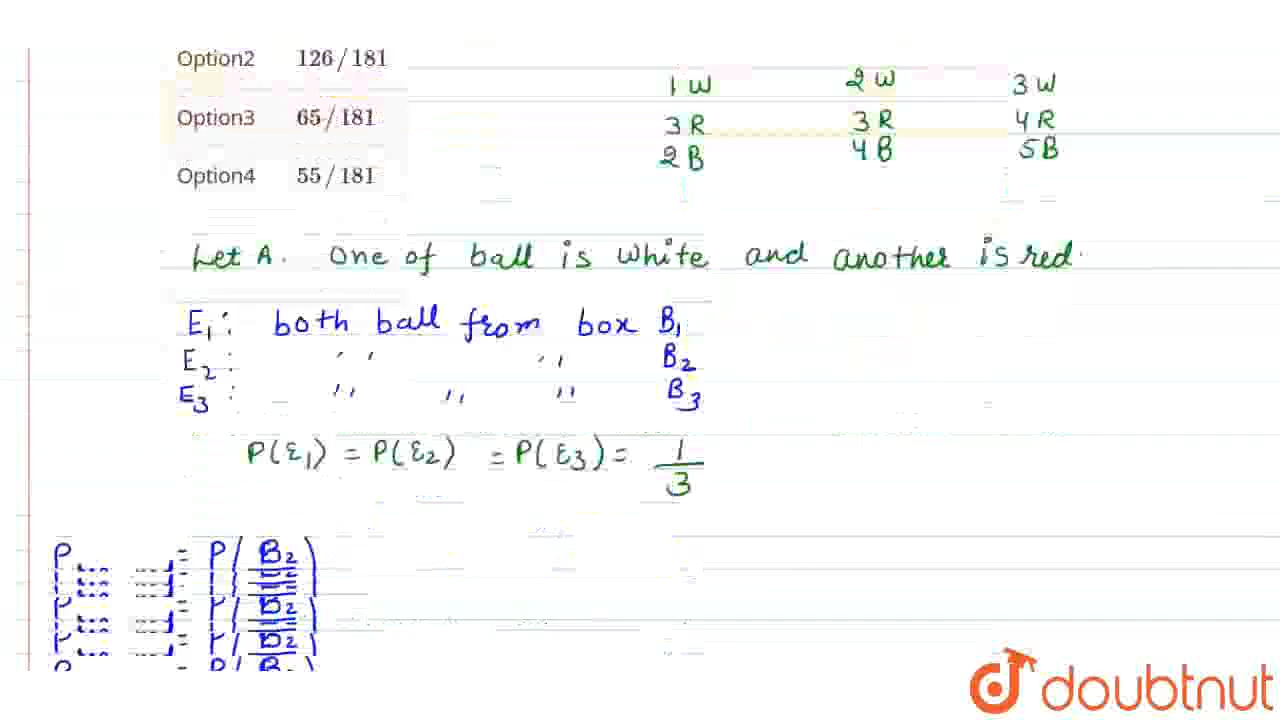 Option2 126/181
1 W 2 W 3 W
Option3 65/181
3 R 3 R 4 R
2 B 4 B 5 B
Option4 55/181
Let A. One of ball is white and another is red.
E1: both ball from box B1
E2: '' '' B2
E3: '' '' '' B3
P(E1) = P(E2) = P(E3) = 1/3
P = P( B2 )
doubtnut